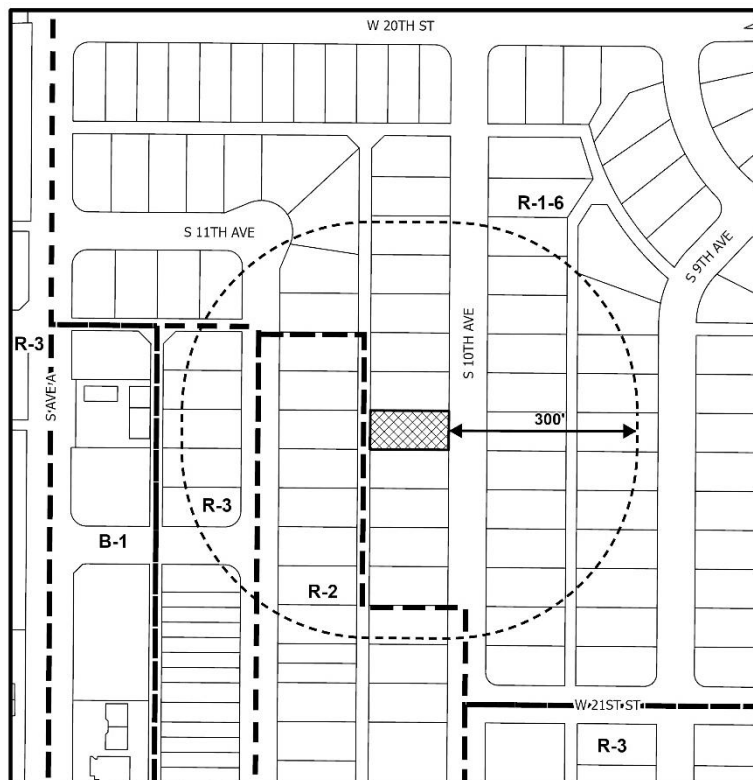 W 20TH ST
R-1-6
S 11TH AVE
S 9TH AVE
S 10TH AVE
R-3
S AVE A
300'
R-3
B-1
R-2
W 21ST ST
R-3